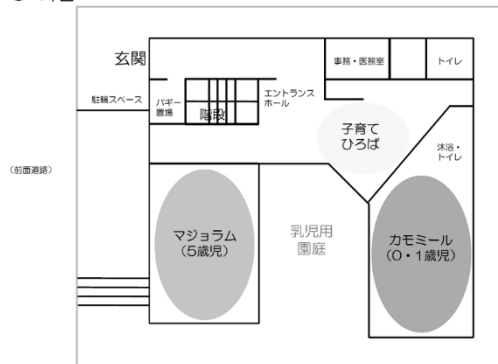 玄関
事務・医務室
トイレ
駐輪スペース
バギー
置場
階段
エントランス
ホール
子育て
ひろば
沐浴・
トイレ
(前面道路)
マジョラム
(5歳児)
乳児用
園庭
カモミール
(0・1歳児)